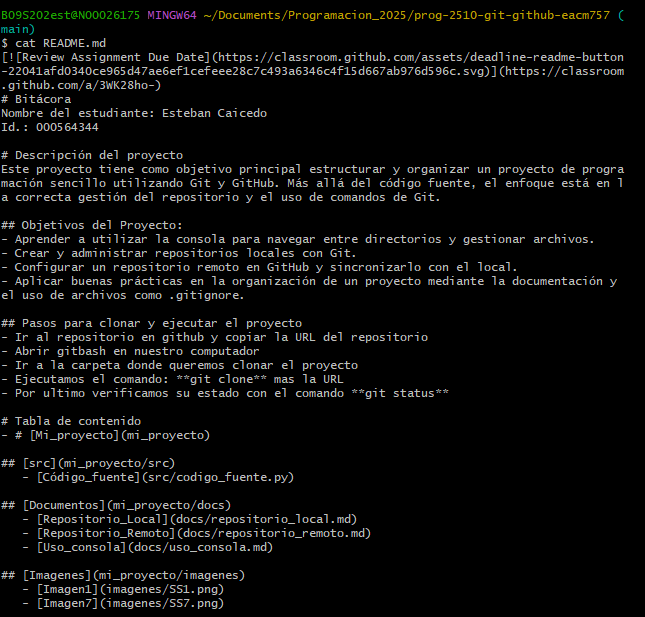 B09S202est@N00026175 MINGW64 ~/Documents/Programacion_2025/prog-2510-git-github-eacm757 (
main)
$ cat README.md
[![Review Assignment Due Date](https://classroom.github.com/assets/deadline-readme-button
-22041afd0340ce965d47ae6ef1cefeee28c7c493a6346c4f15d667ab976d596c.svg)](https://classroom
.github.com/a/3WK28ho-)
# Bitácora
Nombre del estudiante: Esteban Caicedo
Id.: 000564344

# Descripción del proyecto
Este proyecto tiene como objetivo principal estructurar y organizar un proyecto de progra
mación sencillo utilizando Git y GitHub. Más allá del código fuente, el enfoque está en l
a correcta gestión del repositorio y el uso de comandos de Git.

## Objetivos del Proyecto:
- Aprender a utilizar la consola para navegar entre directorios y gestionar archivos.
- Crear y administrar repositorios locales con Git.
- Configurar un repositorio remoto en GitHub y sincronizarlo con el local.
- Aplicar buenas prácticas en la organización de un proyecto mediante la documentación y
el uso de archivos como .gitignore.

## Pasos para clonar y ejecutar el proyecto
- Ir al repositorio en github y copiar la URL del repositorio
- Abrir gitbash en nuestro computador
- Ir a la carpeta donde queremos clonar el proyecto
- Ejecutamos el comando: **git clone** mas la URL
- Por ultimo verificamos su estado con el comando **git status**

# Tabla de contenido
- # [Mi_proyecto](mi_proyecto)

## [src](mi_proyecto/src)
   - [Código_fuente](src/codigo_fuente.py)

## [Documentos](mi_proyecto/docs)
   - [Repositorio_Local](docs/repositorio_local.md)
   - [Repositorio_Remoto](docs/repositorio_remoto.md)
   - [Uso_consola](docs/uso_consola.md)

## [Imagenes](mi_proyecto/imagenes)
   - [Imagen1](imagenes/SS1.png)
   - [Imagen7](imagenes/SS7.png)